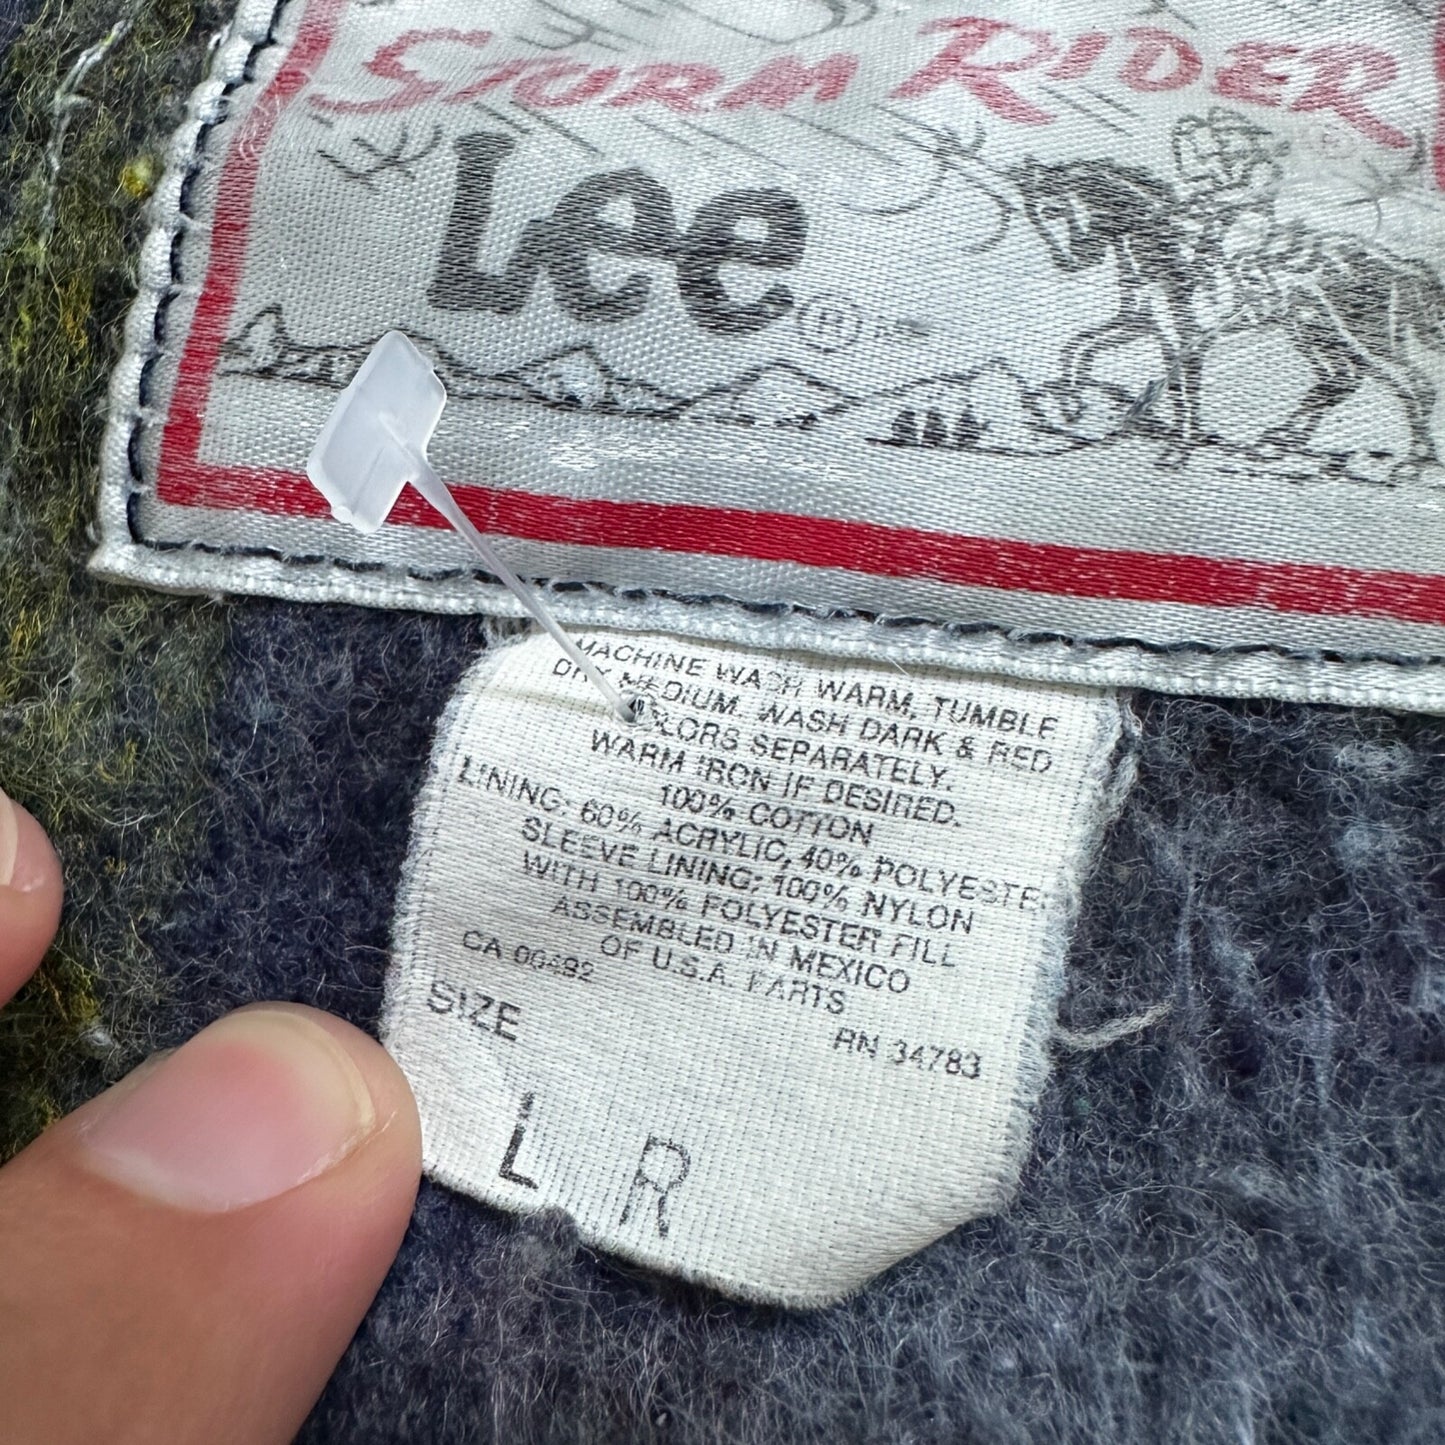 STORM RIDER
Lee®
MACHINE WASH WARM, TUMBLE
DRY MEDIUM. WASH DARK & RED
COLORS SEPARATELY.
WARM IRON IF DESIRED.
100% COTTON
LINING: 60% ACRYLIC, 40% POLYESTER
SLEEVE LINING: 100% NYLON
WITH 100% POLYESTER FILL
ASSEMBLED IN MEXICO
OF U.S.A. PARTS
CA 00492
RN 34783
SIZE
L R